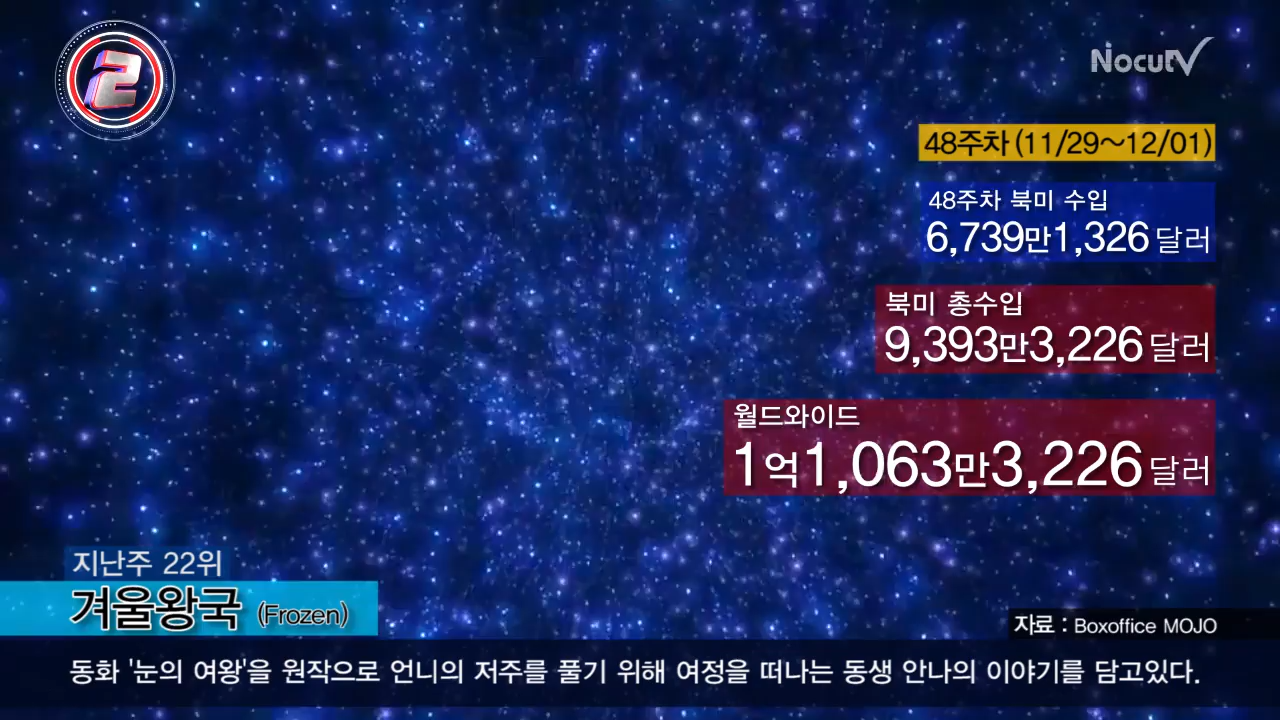 2
NocutV
48주차 (11/29~12/01)
48주차 북미 수입
6,739만1,326 달러
북미 총수입
9,393만3,226 달러
월드와이드
1억1,063만3,226 달러
지난주 22위
겨울왕국 (Frozen)
자료 : Boxoffice MOJO
동화 '눈의 여왕'을 원작으로 언니의 저주를 풀기 위해 여정을 떠나는 동생 안나의 이야기를 담고있다.